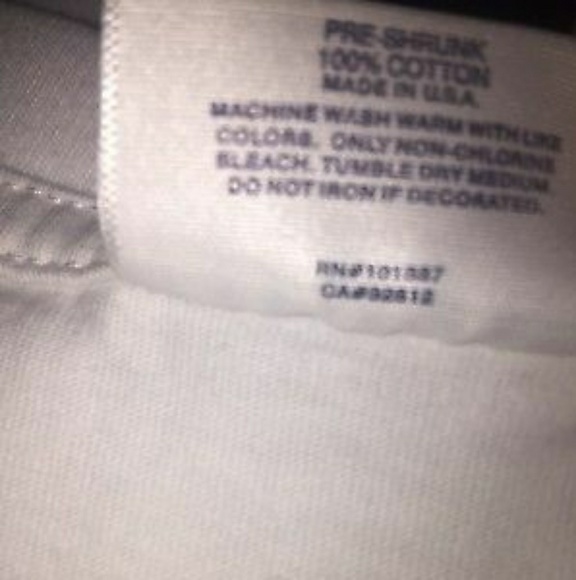 PRE-SHRUNK
100% COTTON
MADE IN U.S.A.
MACHINE WASH WARM WITH LIKE
COLORS. ONLY NON-CHLORINE
BLEACH. TUMBLE DRY MEDIUM.
DO NOT IRON IF DECORATED.